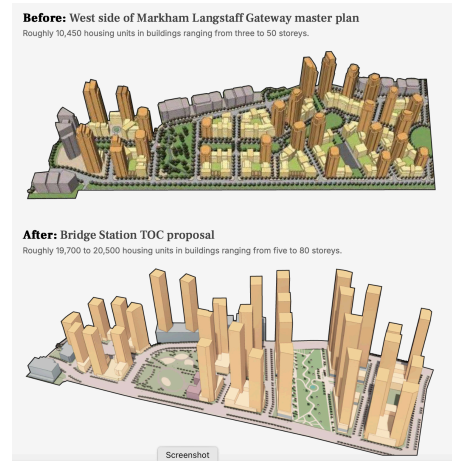 Before: West side of Markham Langstaff Gateway master plan
Roughly 10,450 housing units in buildings ranging from three to 50 storeys.
After: Bridge Station TOC proposal
Roughly 19,700 to 20,500 housing units in buildings ranging from five to 80 storeys.
Screenshot